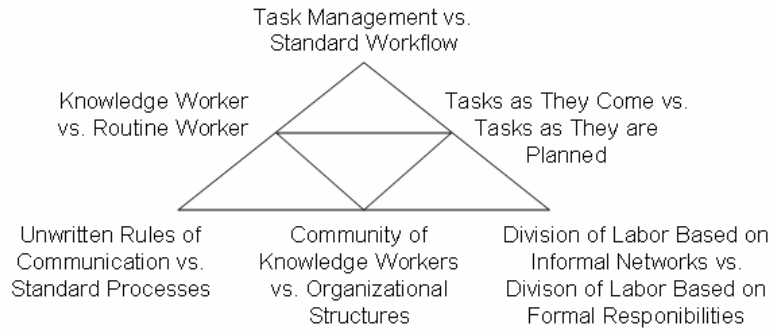 Task Management vs.
Standard Workflow
Knowledge Worker
vs. Routine Worker
Tasks as They Come vs.
Tasks as They are
Planned
Unwritten Rules of
Communication vs.
Standard Processes
Community of
Knowledge Workers
vs. Organizational
Structures
Division of Labor Based on
Informal Networks vs.
Divison of Labor Based on
Formal Responibilities